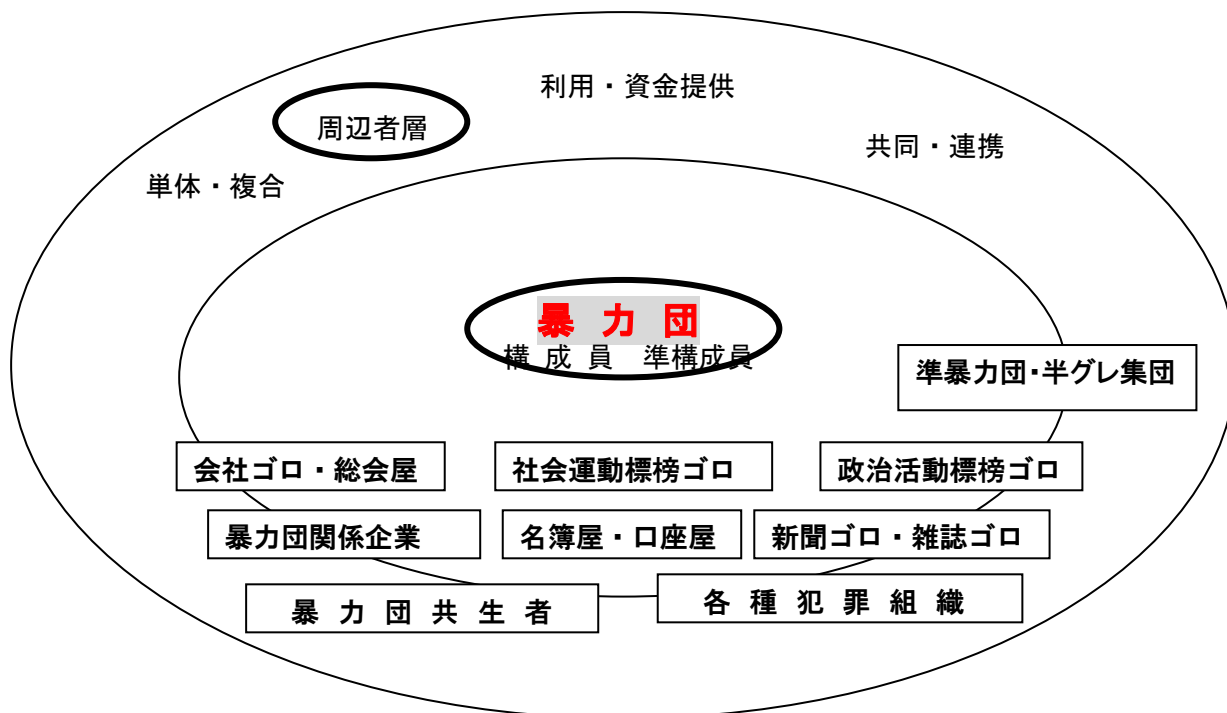 利用・資金提供
周辺者層
共同・連携
単体・複合
暴 力 団
構 成 員　準構成員
準暴力団・半グレ集団
会社ゴロ・総会屋
社会運動標榜ゴロ
政治活動標榜ゴロ
暴力団関係企業
名簿屋・口座屋
新聞ゴロ・雑誌ゴロ
暴 力 団 共 生 者
各 種 犯 罪 組 織